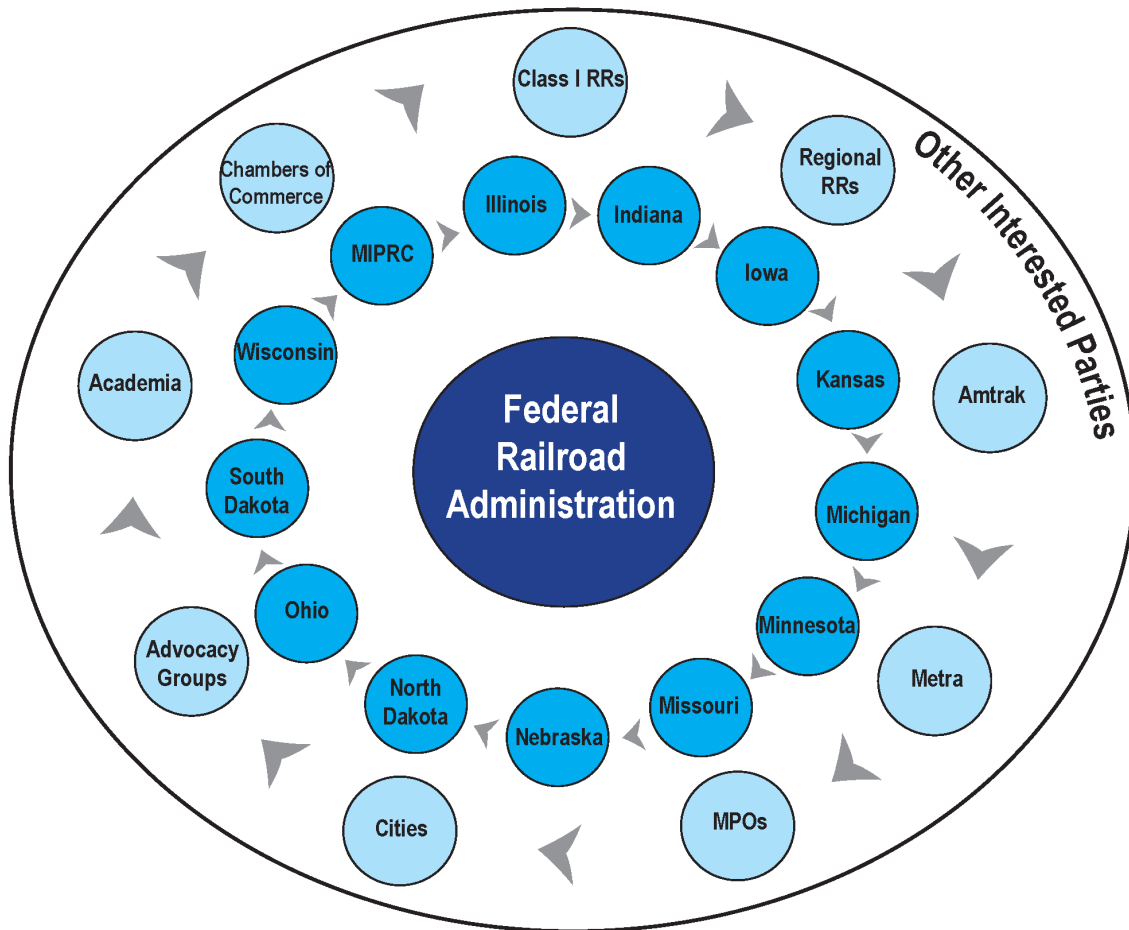 Class I RRs
Regional
RRs
Other Interested Parties
Amtrak
Metra
MPOs
Cities
Advocacy
Groups
Academia
Chambers of
Commerce
Illinois
Indiana
Iowa
Kansas
Michigan
Minnesota
Missouri
Nebraska
North
Dakota
Ohio
South
Dakota
Wisconsin
MIPRC
Federal
Railroad
Administration